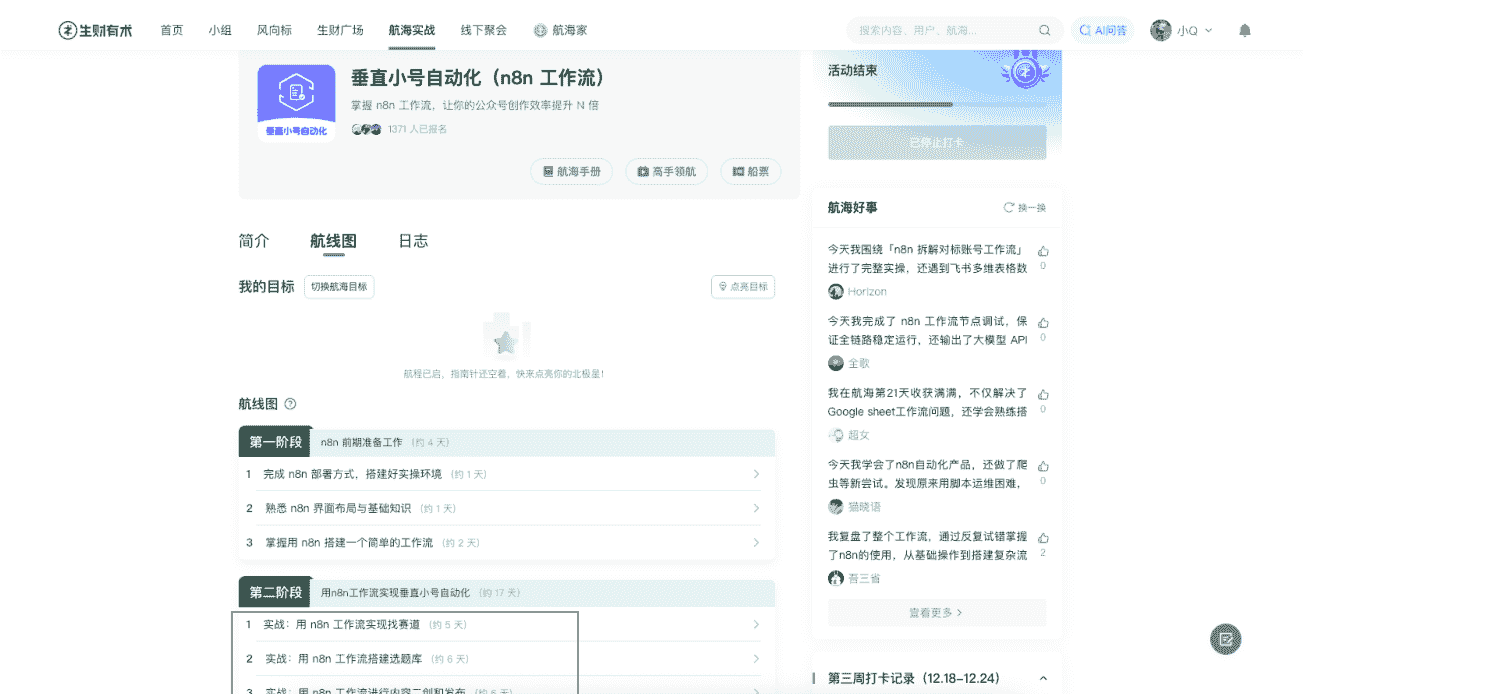 生财有术
首页
小组
风向标
生财广场
航海实战
线下聚会
航海家
搜索内容、用户、航海...
AI问答
小Q
垂直小号自动化
垂直小号自动化（n8n 工作流）
掌握 n8n 工作流，让你的公众号创作效率提升 N 倍
1371 人已报名
航海手册
高手领航
船票
活动结束
已停止打卡
简介
航线图
日志
我的目标
切换航海目标
点亮目标
航程已启，指南针还空着，快来点亮你的北极星！
航线图
第一阶段 n8n 前期准备工作 （约 4 天）
1 完成 n8n 部署方式，搭建好实操环境 （约 1 天）
2 熟悉 n8n 界面布局与基础知识 （约 1 天）
3 掌握用 n8n 搭建一个简单的工作流 （约 2 天）
第二阶段 用n8n工作流实现垂直小号自动化 （约 17 天）
1 实战：用 n8n 工作流实现找赛道 （约 5 天）
2 实战：用 n8n 工作流搭建选题库 （约 6 天）
3 实战：用 n8n 工作流进行内容二创和发布 （约 6 天）
航海好事
换一换
今天我围绕「n8n 拆解对标账号工作流」
进行了完整实操，还遇到飞书多维表格数
0
Horizon
今天我完成了 n8n 工作流节点调试，保
证全链路稳定运行，还输出了大模型 API
0
全歌
我在航海第21天收获满满，不仅解决了
Google sheet工作流问题，还学会熟练搭
0
超女
今天我学会了n8n自动化产品，还做了爬
虫等新尝试。发现原来用脚本运维困难，
0
猫晓语
我复盘了整个工作流，通过反复试错掌握
了n8n的使用，从基础操作到搭建复杂流
2
吾三省
查看更多
第三周打卡记录（12.18-12.24）